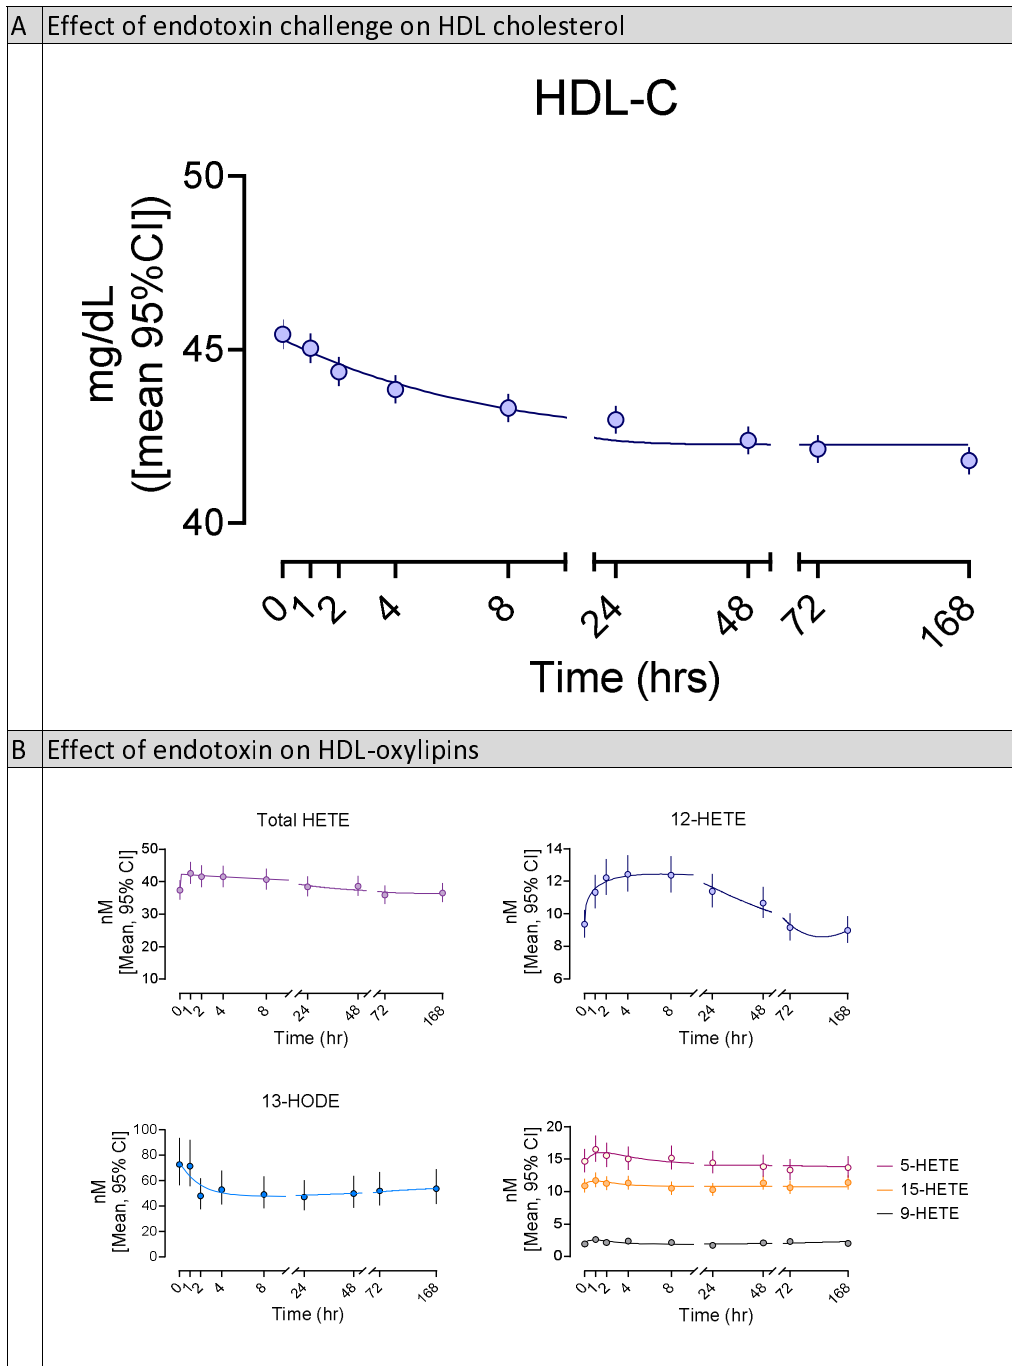 A Effect of endotoxin challenge on HDL cholesterol
HDL-C
mg/dL
([mean 95%CI])
50
45
40
0 1 2 4 8 24 48 72 168
Time (hrs)
B Effect of endotoxin on HDL-oxylipins
Total HETE
nM
[Mean, 95% CI]
50
40
30
20
10
0 1 2 4 8 24 48 72 168
Time (hr)
12-HETE
nM
[Mean, 95% CI]
14
12
10
8
6
0 1 2 4 8 24 48 72 168
Time (hr)
13-HODE
nM
[Mean, 95% CI]
100
80
60
40
20
0
0 1 2 4 8 24 48 72 168
Time (hr)
nM
[Mean, 95% CI]
20
15
10
5
0
0 1 2 4 8 24 48 72 168
Time (hr)
5-HETE
15-HETE
9-HETE